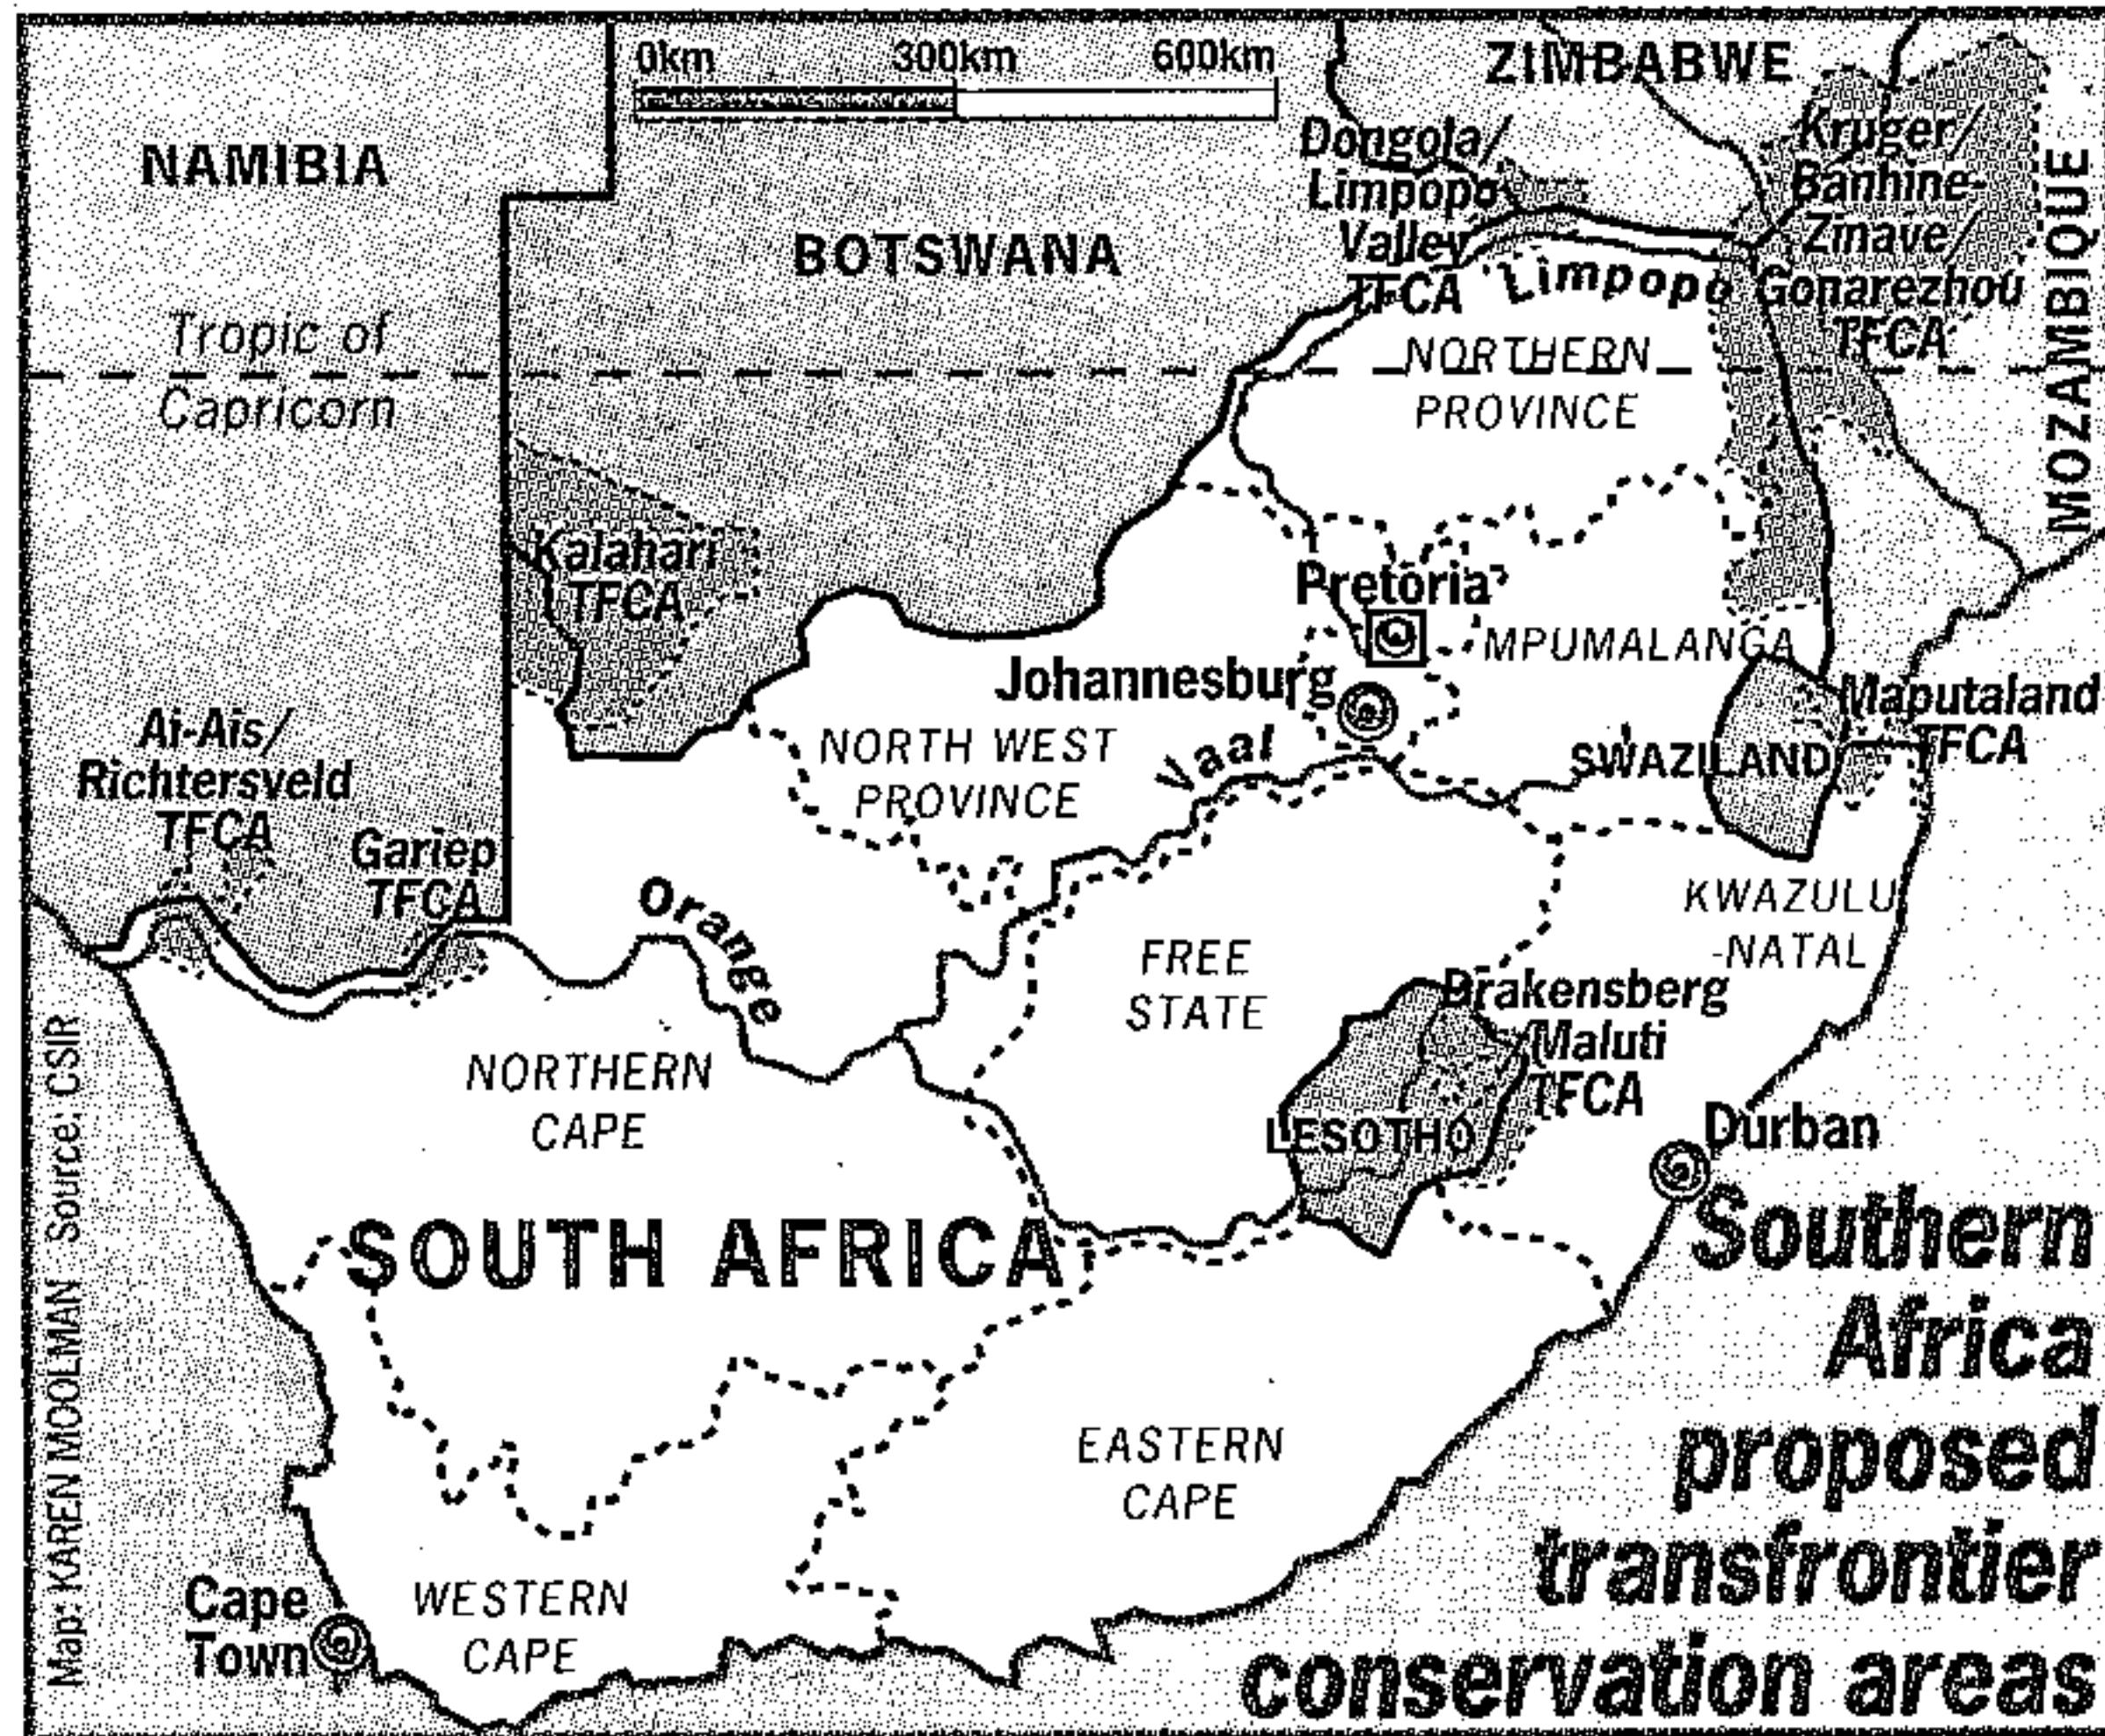 0km 300km 600km
ZIMBABWE
NAMIBIA
BOTSWANA
Dongola/
Limpopo
Valley
TFCA
Kruger/
Banhine-
Zinave/
Gonarezhou
TFCA
MOZAMBIQUE
Limpopo
Tropic of
Capricorn
NORTHERN
PROVINCE
Kalahari
TFCA
Pretoria
MPUMALANGA
Johannesburg
Maputaland
TFCA
SWAZILAND
Ai-Ais/
Richtersveld
TFCA
NORTH WEST
PROVINCE
Vaal
Gariep
TFCA
Orange
KWAZULU
-NATAL
FREE
STATE
Drakensberg
/Maluti
TFCA
LESOTHO
NORTHERN
CAPE
Durban
SOUTH AFRICA
EASTERN
CAPE
WESTERN
CAPE
Cape
Town
Southern
Africa
proposed
transfrontier
conservation areas
Map: KAREN MOOLMAN Source: CSIR